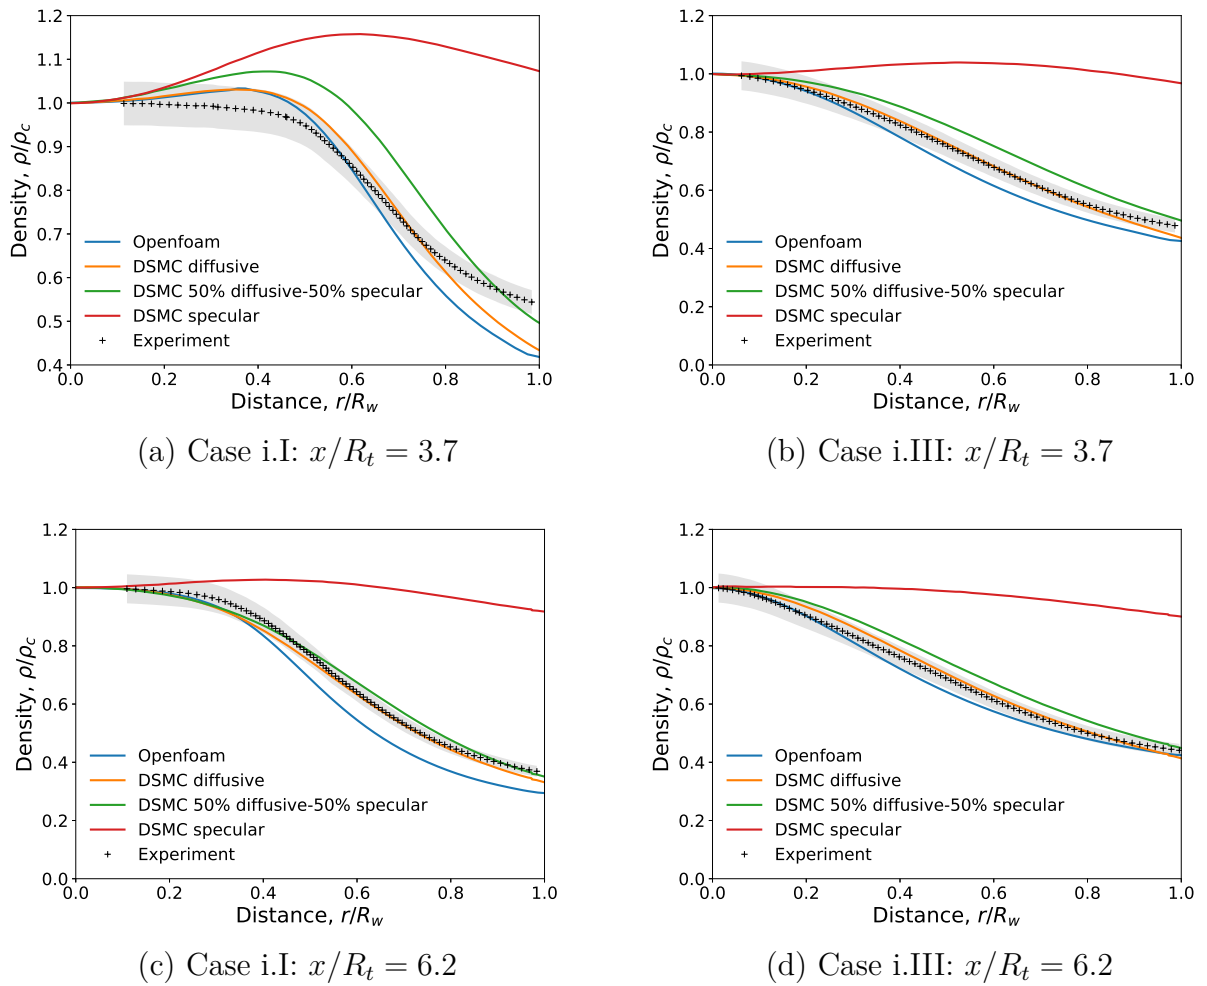 1.2
1.1
1.0
0.9
0.8
0.7
0.6
0.5
0.4
Density, ρ/ρc
Openfoam
DSMC diffusive
DSMC 50% diffusive-50% specular
DSMC specular
Experiment
0.0 0.2 0.4 0.6 0.8 1.0
Distance, r/Rw
(a) Case i.I: x/Rt = 3.7
1.2
1.0
0.8
0.6
0.4
0.2
0.0
Density, ρ/ρc
Openfoam
DSMC diffusive
DSMC 50% diffusive-50% specular
DSMC specular
Experiment
0.0 0.2 0.4 0.6 0.8 1.0
Distance, r/Rw
(b) Case i.III: x/Rt = 3.7
1.2
1.0
0.8
0.6
0.4
0.2
0.0
Density, ρ/ρc
Openfoam
DSMC diffusive
DSMC 50% diffusive-50% specular
DSMC specular
Experiment
0.0 0.2 0.4 0.6 0.8 1.0
Distance, r/Rw
(c) Case i.I: x/Rt = 6.2
1.2
1.0
0.8
0.6
0.4
0.2
0.0
Density, ρ/ρc
Openfoam
DSMC diffusive
DSMC 50% diffusive-50% specular
DSMC specular
Experiment
0.0 0.2 0.4 0.6 0.8 1.0
Distance, r/Rw
(d) Case i.III: x/Rt = 6.2